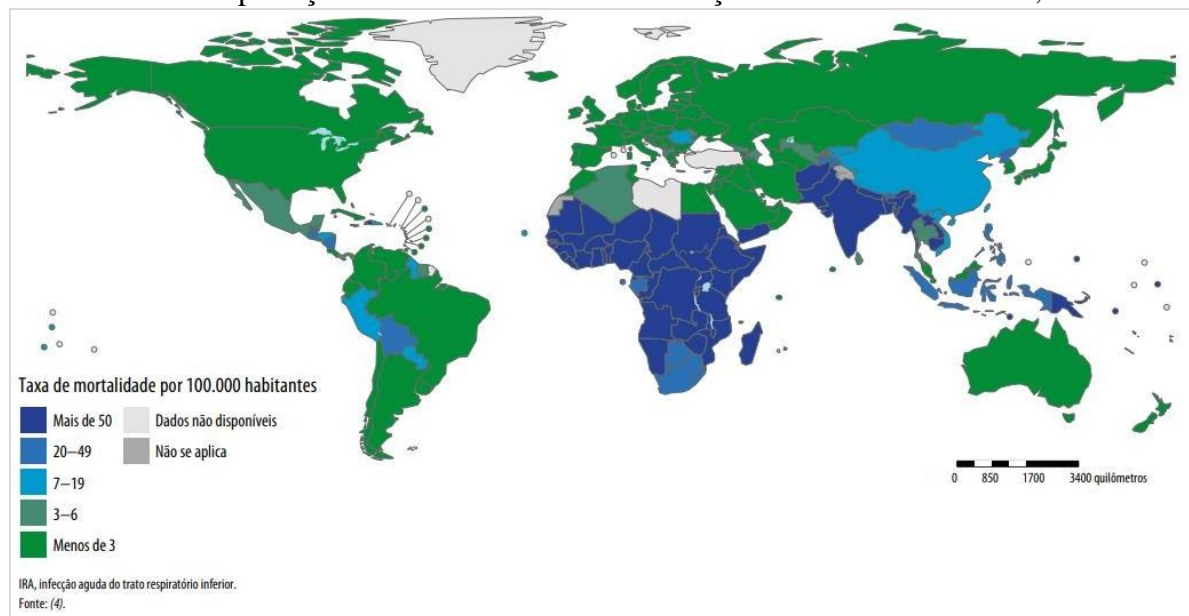 Taxa de mortalidade por 100.000 habitantes
Mais de 50
Dados não disponíveis
20–49
Não se aplica
7–19
3–6
Menos de 3
0 850 1700 3400 quilômetros
IRA, infecção aguda do trato respiratório inferior.
Fonte: (4).